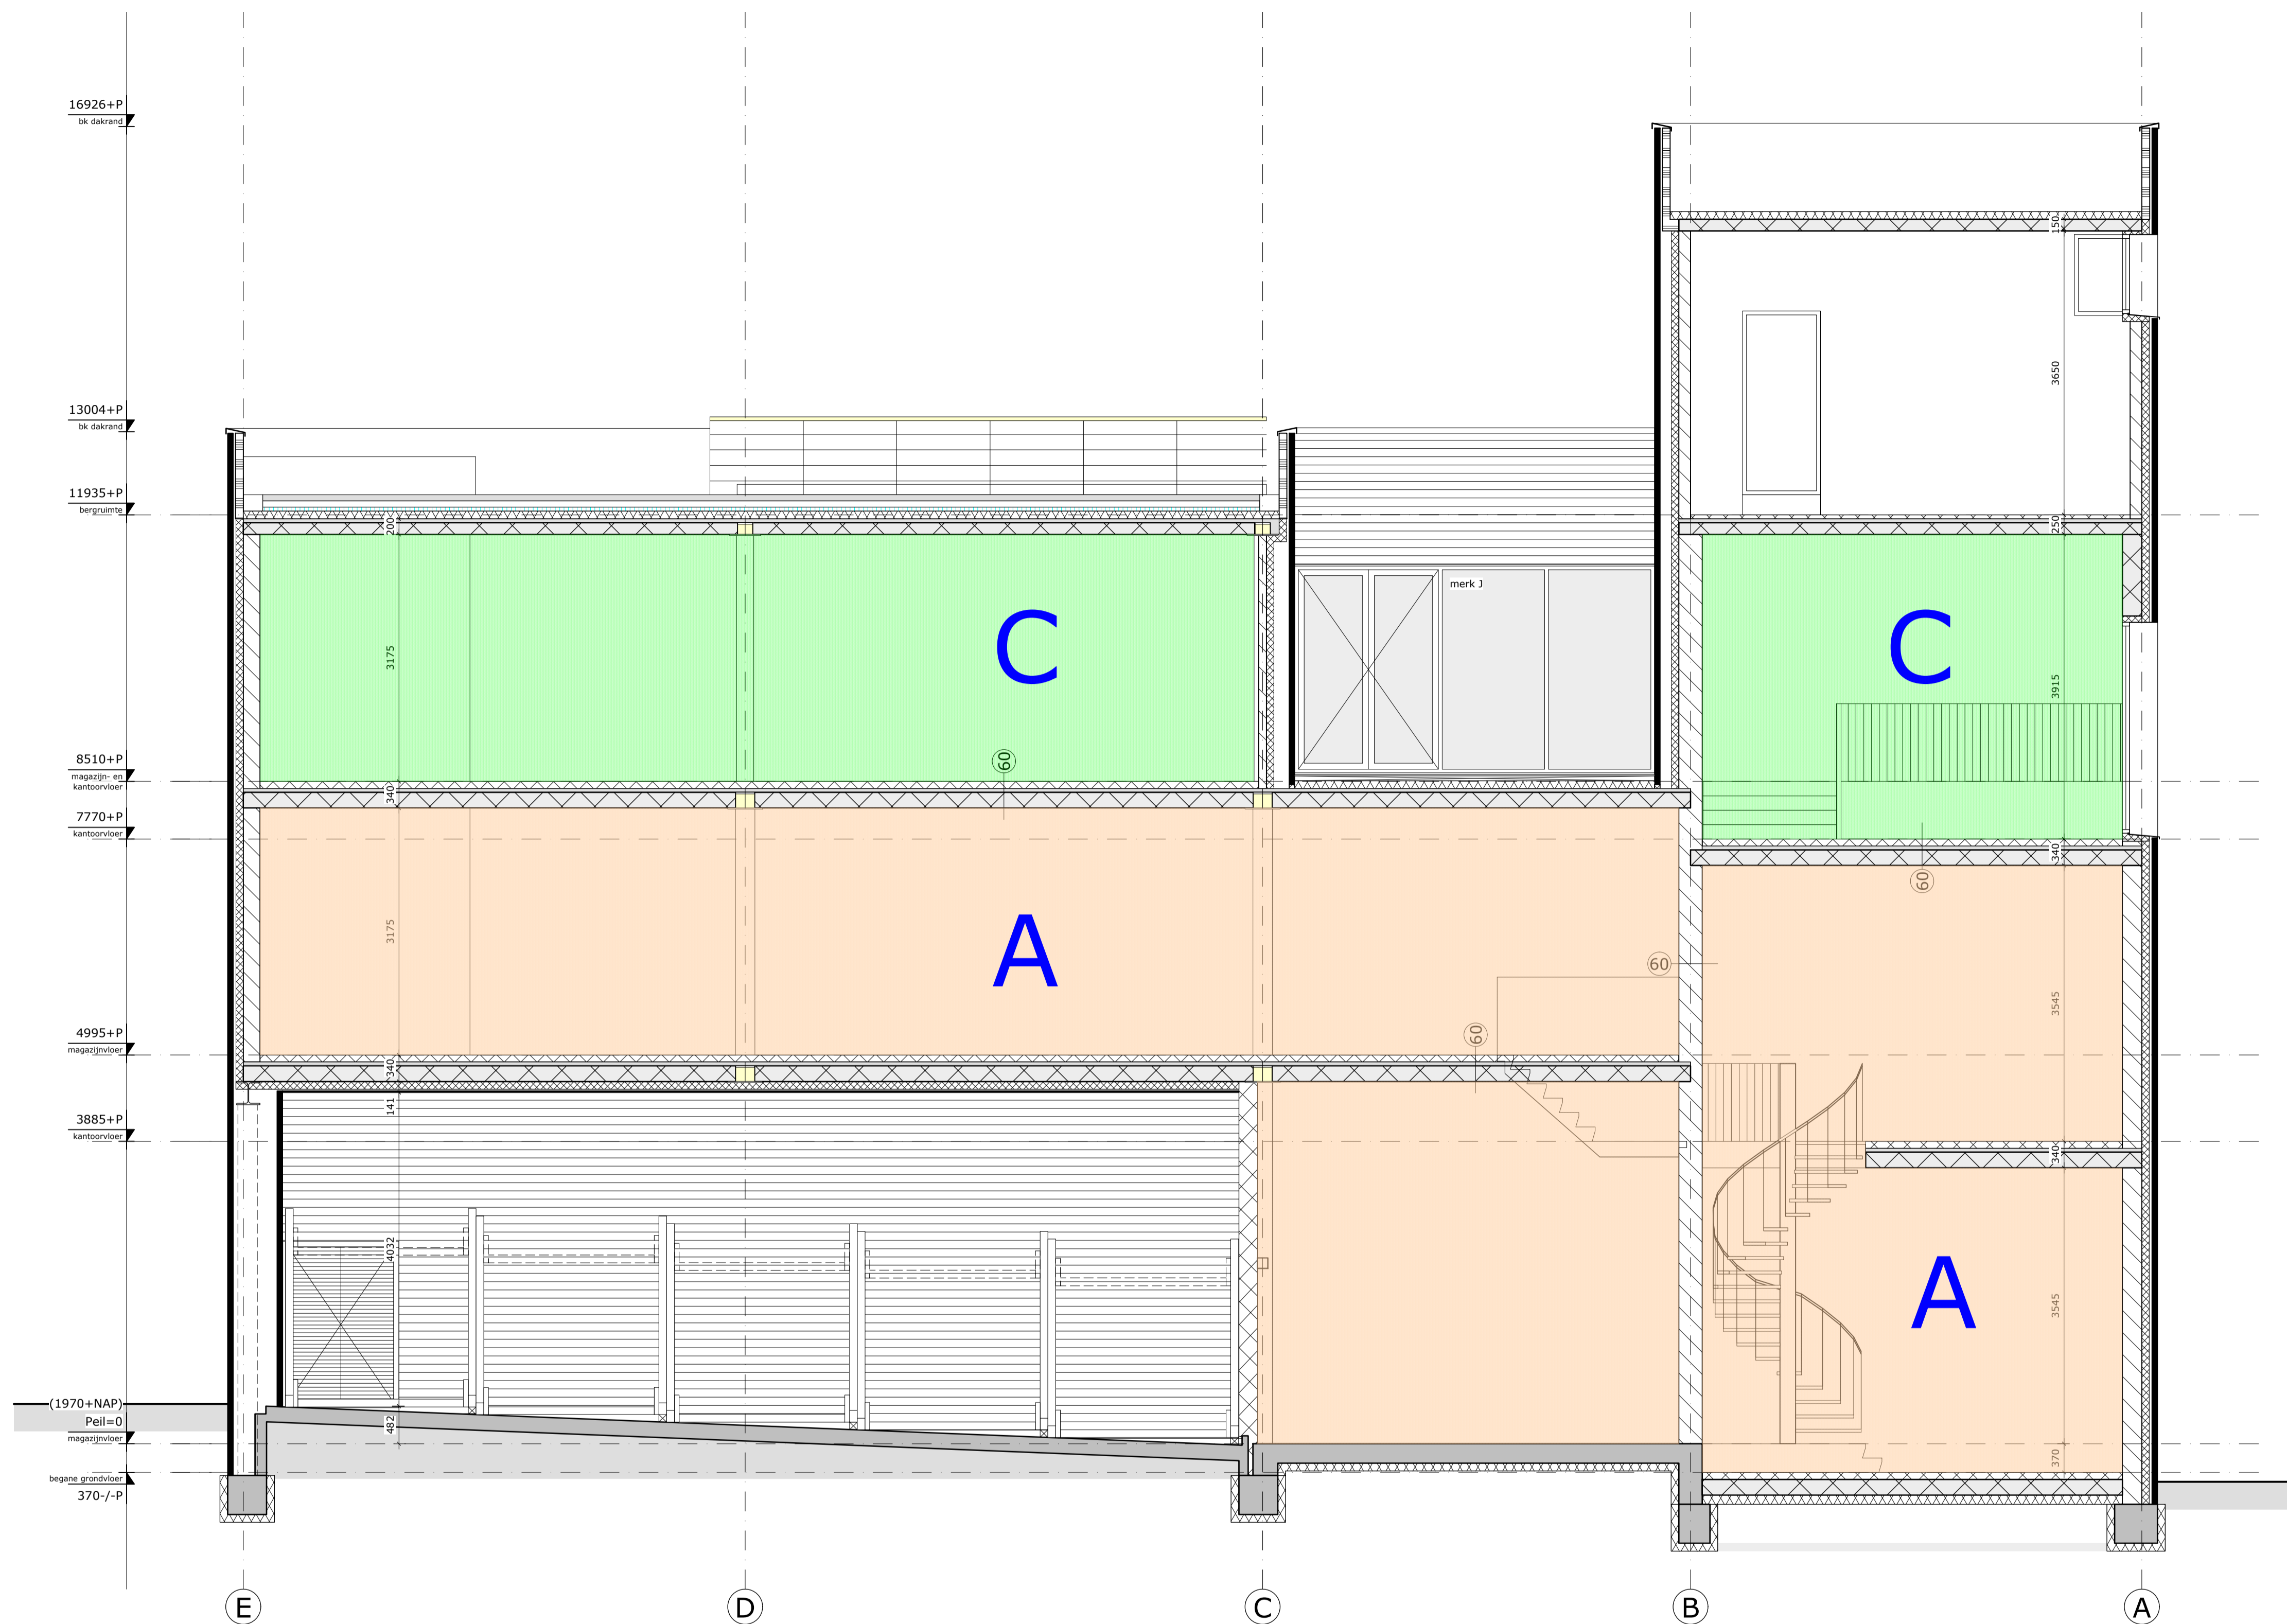 16926+P
bk dakrand
13004+P
bk dakrand
11935+P
bergruimte
8510+P
magazijn- en
kantoorvloer
7770+P
kantoorvloer
4995+P
magazijnvloer
3885+P
kantoorvloer
(1970+NAP)
Peil=0
magazijnvloer
begane grondvloer
370-/-P
200
3175
340
3175
340
141
4032
482
C
merk J
60
A
60
60
150
3650
250
C
3915
340
60
3545
340
A
3545
370
E
D
C
B
A